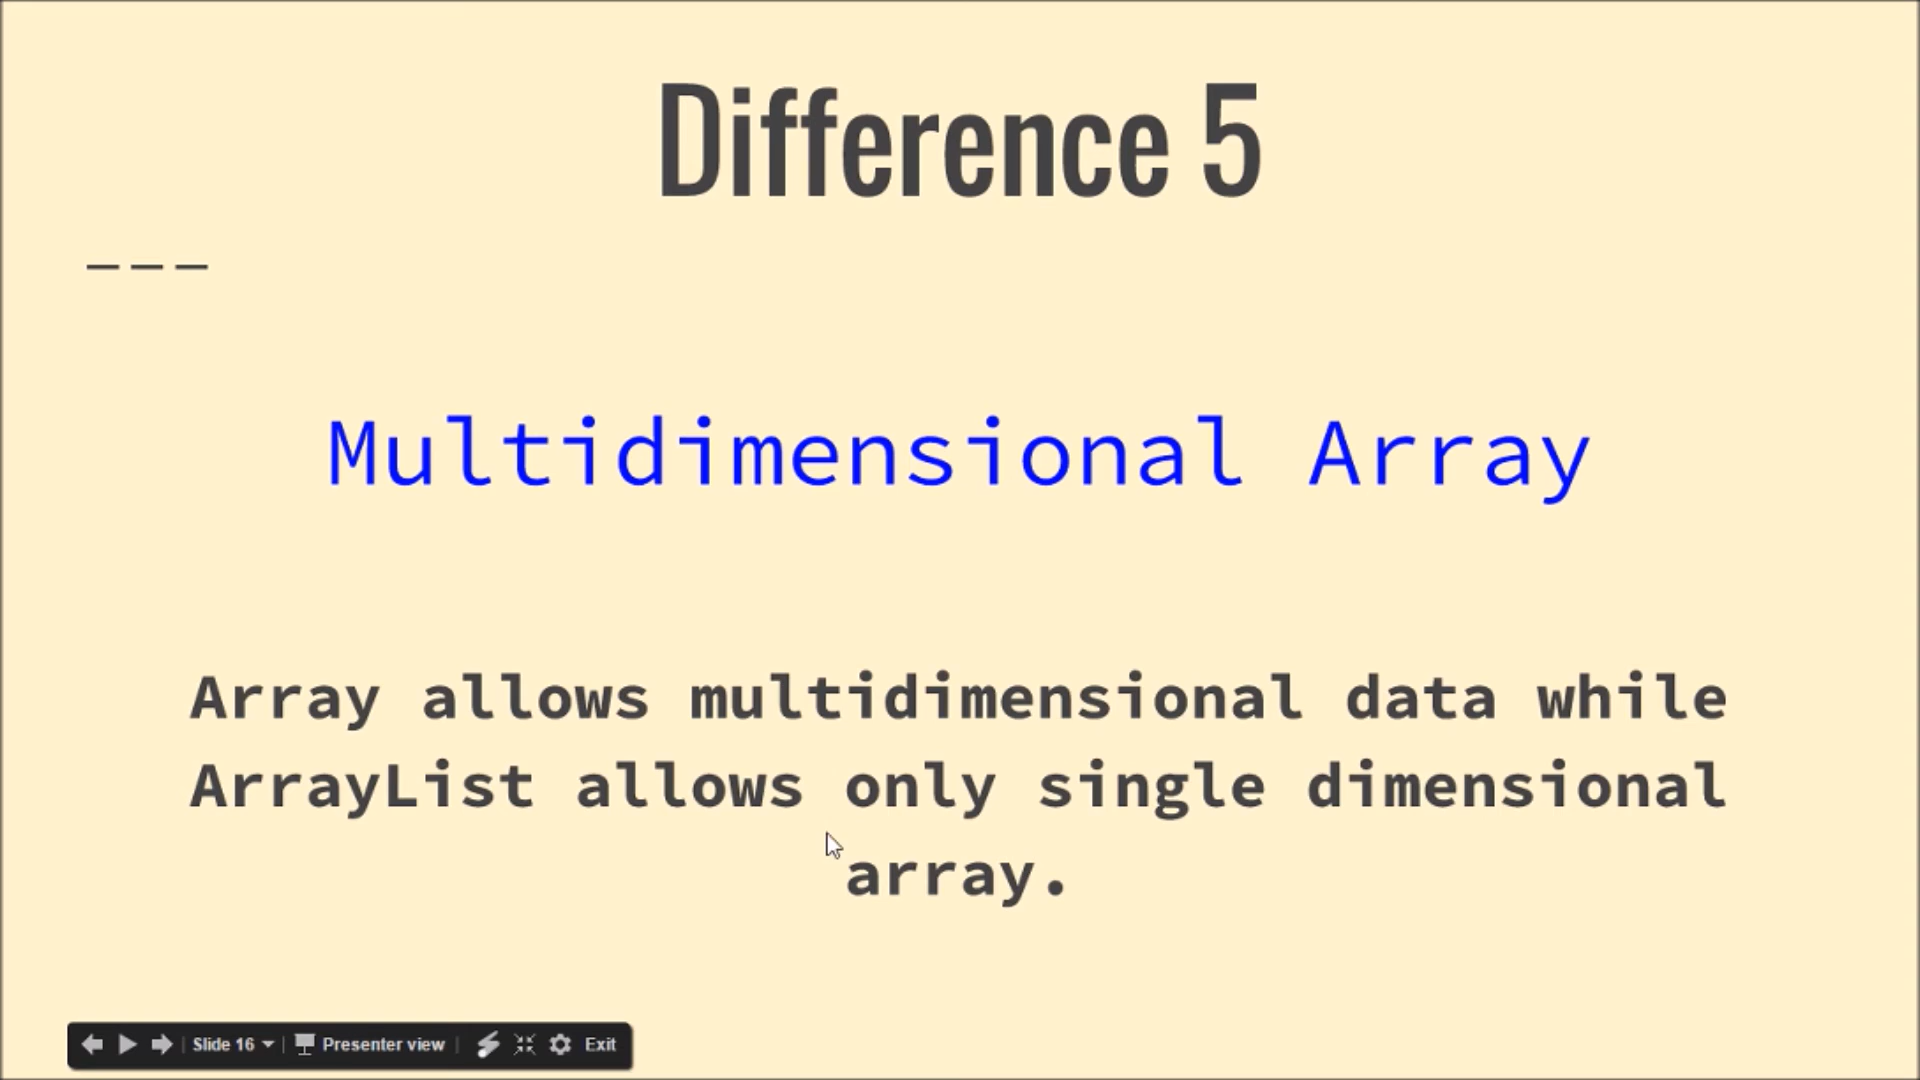 Difference 5
___
Multidimensional Array
Array allows multidimensional data while
ArrayList allows only single dimensional
array.
Slide 16 Presenter view Exit